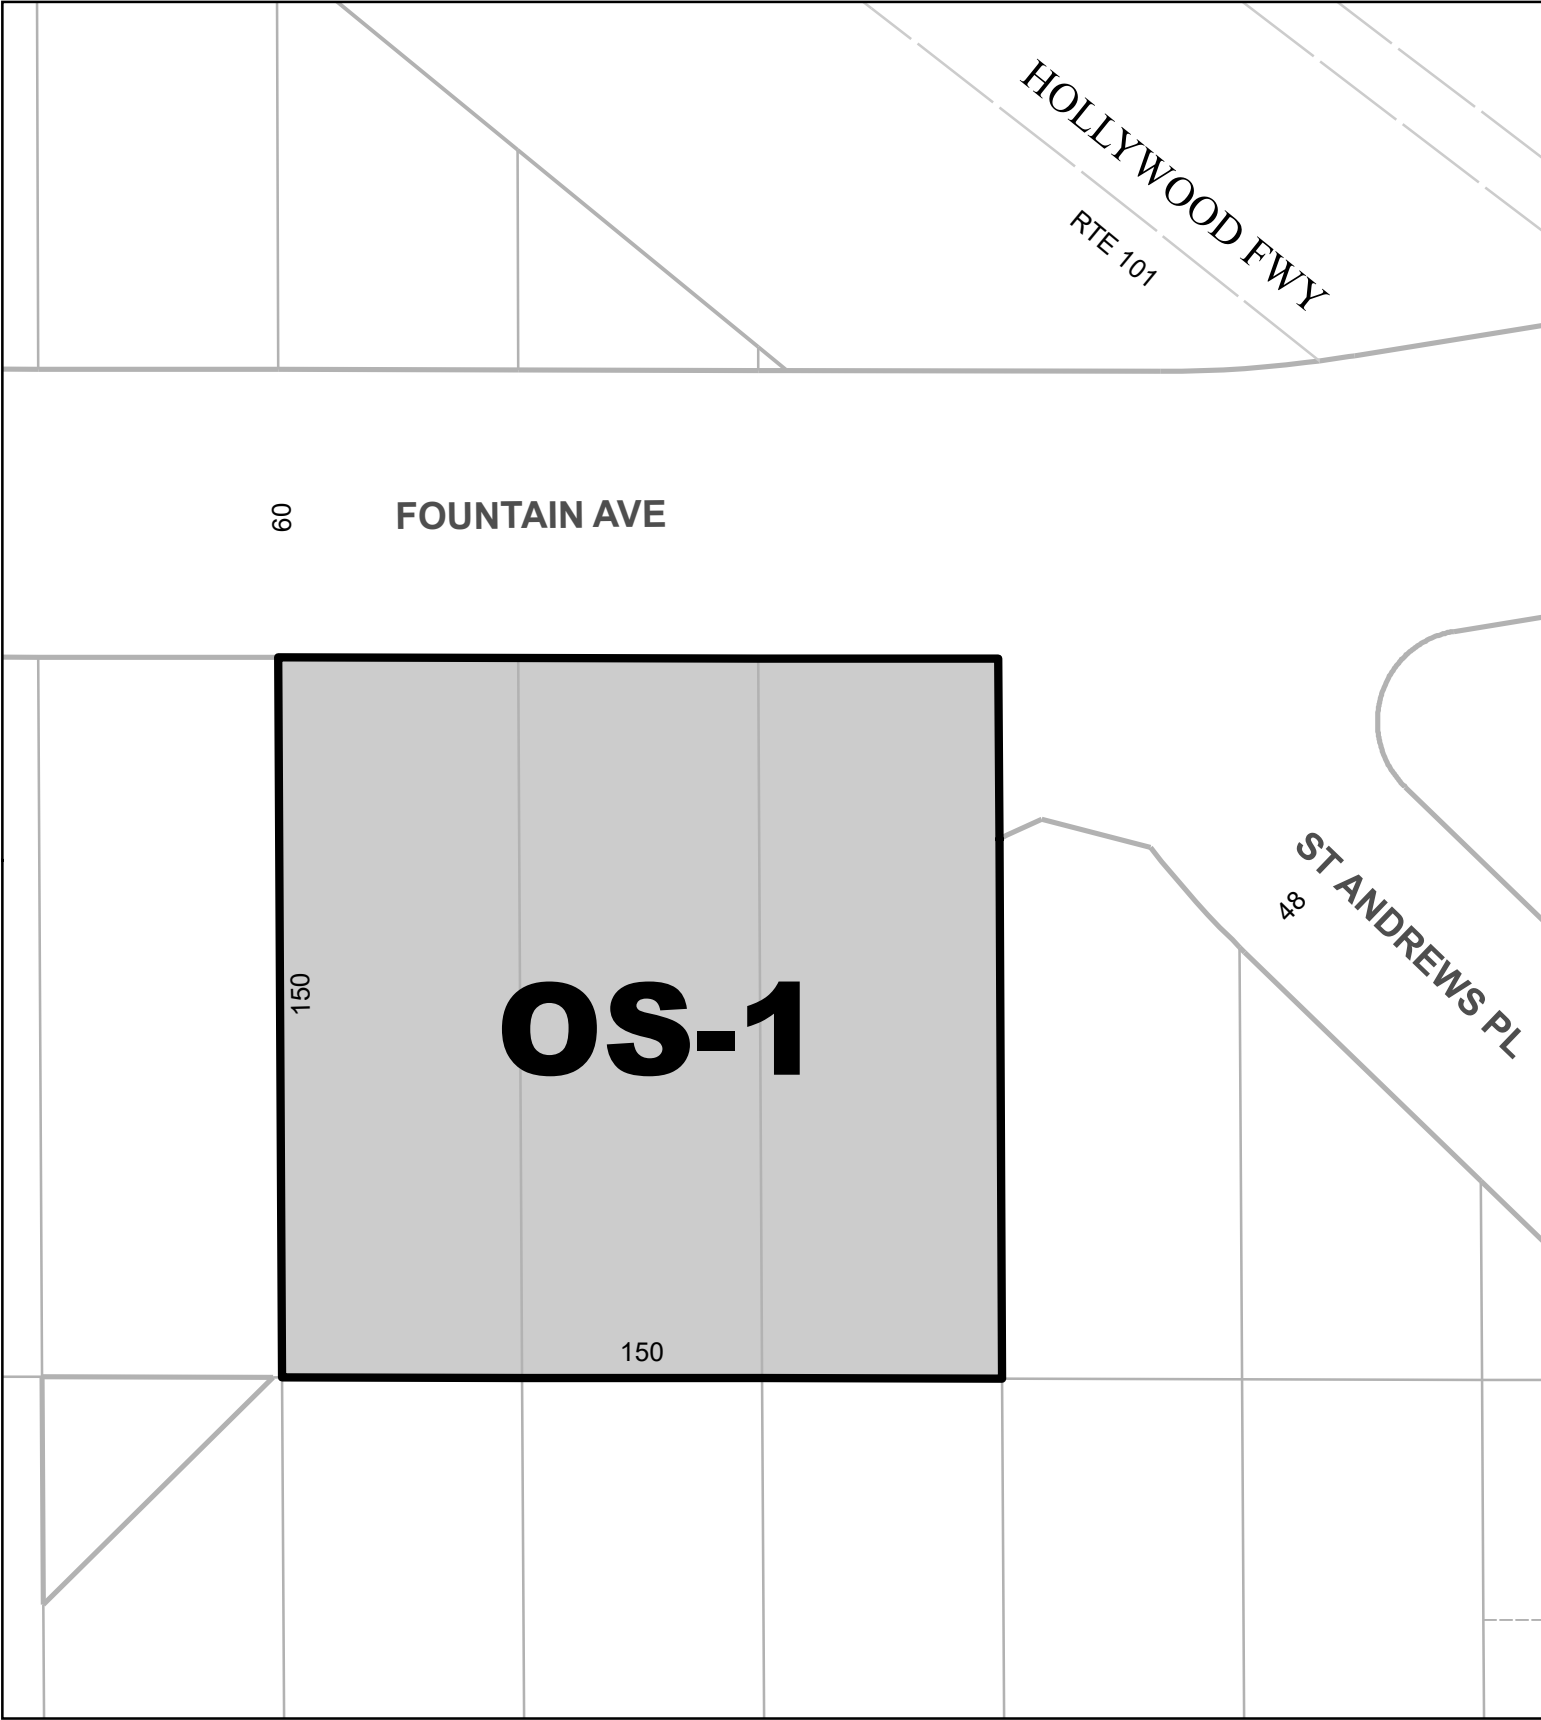 HOLLYWOOD FWY
RTE 101
60
FOUNTAIN AVE
ST ANDREWS PL
48
150
OS-1
150